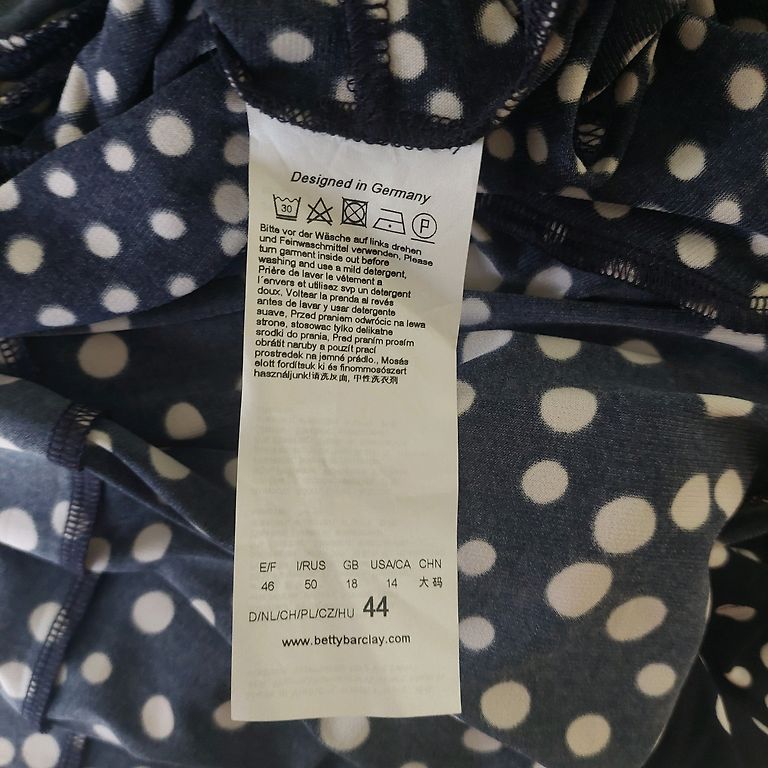 Designed in Germany
30 P
Bitte vor der Wäsche auf links drehen
und Feinwaschmittel verwenden, Please
turn garment inside out before
washing and use a mild detergent,
Prière de laver le vêtement a
l´envers et utilisez svp un detergent
doux, Voltear la prenda al revés
antes de lavar y usar detergente
suave, Przed praniem odwrócic na lewa
strone, stosowac tylko delikatne
srodki do prania, Pred praním prosím
obrátit naruby a pouzít prací
prostredek na jemné prádlo., Mosás
elott fordítsuk ki és finommosószert
használjunk!请洗反面, 中性洗衣剂
E/F I/RUS GB USA/CA CHN
46 50 18 14 大码
D/NL/CH/PL/CZ/HU 44
www.bettybarclay.com